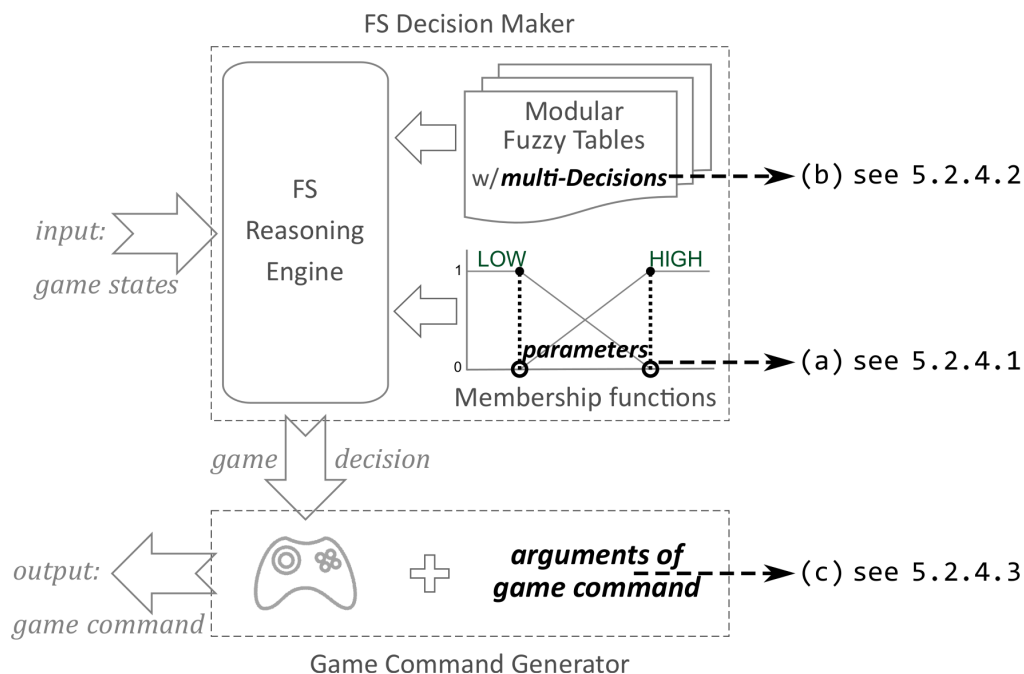 FS Decision Maker
Modular
Fuzzy Tables
w/ multi-Decisions
(b) see 5.2.4.2
FS
Reasoning
Engine
input:
game states
LOW
HIGH
1
parameters
0
(a) see 5.2.4.1
Membership functions
game decision
arguments of
game command
(c) see 5.2.4.3
output:
game command
Game Command Generator